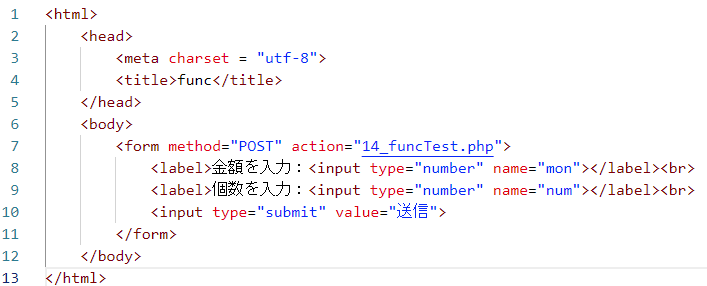 1 <html>
2 <head>
3 <meta charset = "utf-8">
4 <title>func</title>
5 </head>
6 <body>
7 <form method="POST" action="14_funcTest.php">
8 <label>金額を入力：<input type="number" name="mon"></label><br>
9 <label>個数を入力：<input type="number" name="num"></label><br>
10 <input type="submit" value="送信">
11 </form>
12 </body>
13 </html>